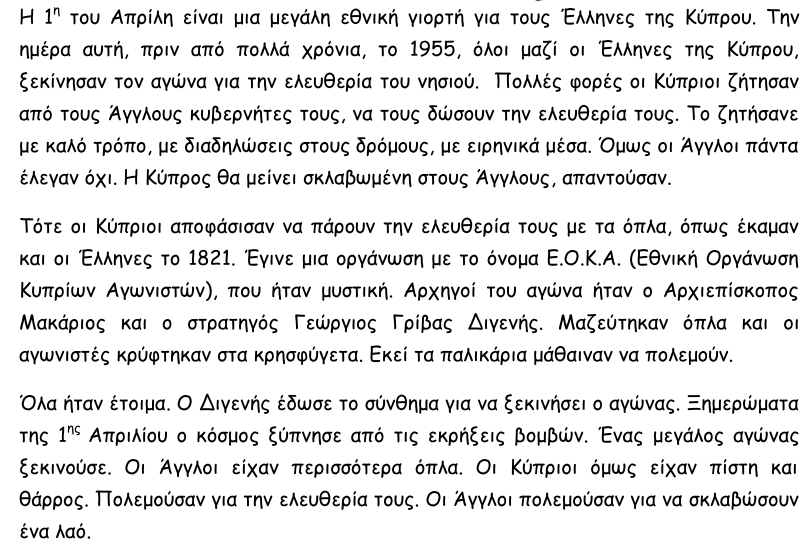 Η 1η του Απρίλη είναι μια μεγάλη εθνική γιορτή για τους Έλληνες της Κύπρου. Την
ημέρα αυτή, πριν από πολλά χρόνια, το 1955, όλοι μαζί οι Έλληνες της Κύπρου,
ξεκίνησαν τον αγώνα για την ελευθερία του νησιού. Πολλές φορές οι Κύπριοι ζήτησαν
από τους Άγγλους κυβερνήτες τους, να τους δώσουν την ελευθερία τους. Το ζητήσανε
με καλό τρόπο, με διαδηλώσεις στους δρόμους, με ειρηνικά μέσα. Όμως οι Άγγλοι πάντα
έλεγαν όχι. Η Κύπρος θα μείνει σκλαβωμένη στους Άγγλους, απαντούσαν.
Τότε οι Κύπριοι αποφάσισαν να πάρουν την ελευθερία τους με τα όπλα, όπως έκαμαν
και οι Έλληνες το 1821. Έγινε μια οργάνωση με το όνομα Ε.Ο.Κ.Α. (Εθνική Οργάνωση
Κυπρίων Αγωνιστών), που ήταν μυστική. Αρχηγοί του αγώνα ήταν ο Αρχιεπίσκοπος
Μακάριος και ο στρατηγός Γεώργιος Γρίβας Διγενής. Μαζεύτηκαν όπλα και οι
αγωνιστές κρύφτηκαν στα κρησφύγετα. Εκεί τα παλικάρια μάθαιναν να πολεμούν.
Όλα ήταν έτοιμα. Ο Διγενής έδωσε το σύνθημα για να ξεκινήσει ο αγώνας. Ξημερώματα
της 1ης Απριλίου ο κόσμος ξύπνησε από τις εκρήξεις βομβών. Ένας μεγάλος αγώνας
ξεκινούσε. Οι Άγγλοι είχαν περισσότερα όπλα. Οι Κύπριοι όμως είχαν πίστη και
θάρρος. Πολεμούσαν για την ελευθερία τους. Οι Άγγλοι πολεμούσαν για να σκλαβώσουν
ένα λαό.